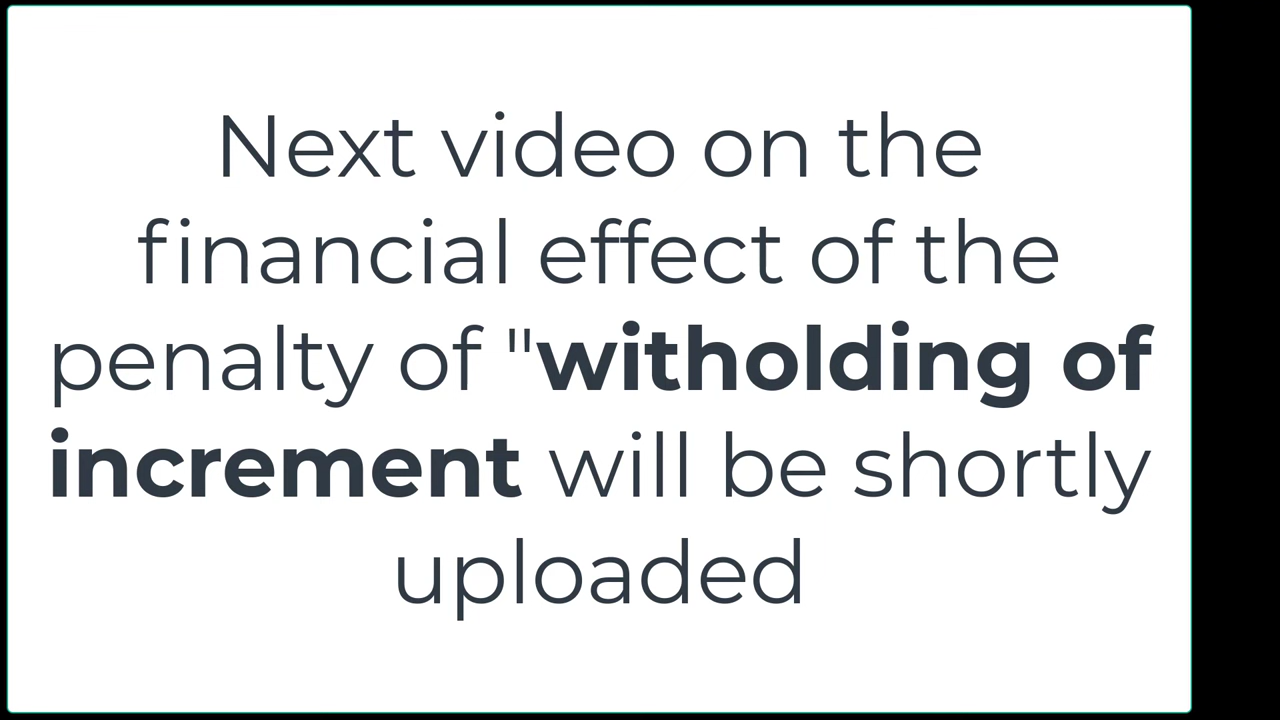 Next video on the
financial effect of the
penalty of "witholding of
increment will be shortly
uploaded